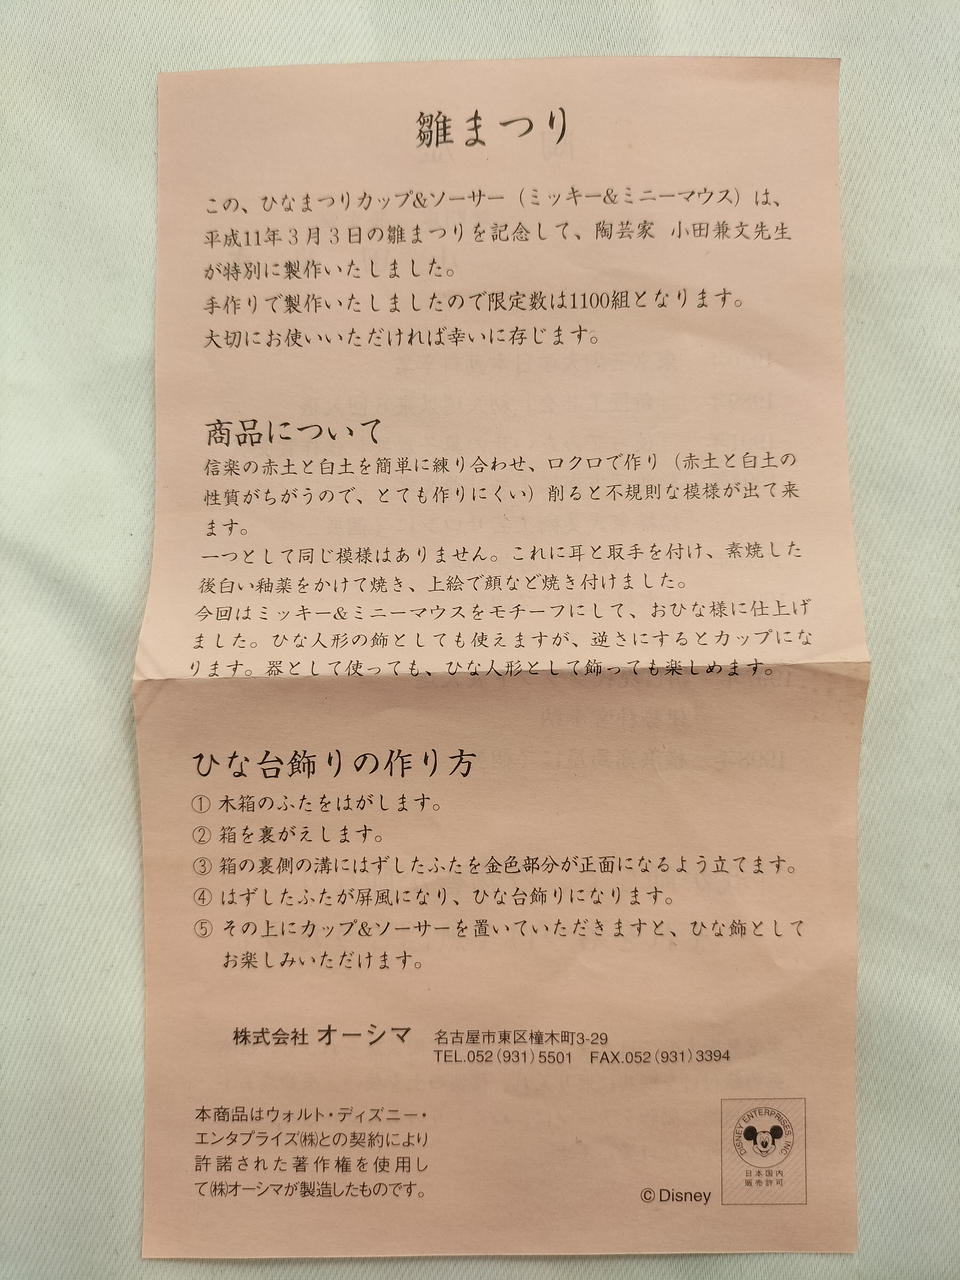 雛まつり
この、ひなまつりカップ&ソーサー（ミッキー&ミニーマウス）は、
平成11年３月３日の雛まつりを記念して、陶芸家　小田兼文先生
が特別に製作いたしました。
手作りで製作いたしましたので限定数は1100組となります。
大切にお使いいただければ幸いに存じます。
商品について
信楽の赤土と白土を簡単に練り合わせ、ロクロで作り（赤土と白土の
性質がちがうので、とても作りにくい）削ると不規則な模様が出て来
ます。
一つとして同じ模様はありません。これに耳と取手を付け、素焼した
後白い釉薬をかけて焼き、上絵で顔など焼き付けました。
今回はミッキー&ミニーマウスをモチーフにして、おひな様に仕上げ
ました。ひな人形の飾としても使えますが、逆さにするとカップにな
ります。器として使っても、ひな人形として飾っても楽しめます。
ひな台飾りの作り方
① 木箱のふたをはがします。
② 箱を裏がえします。
③ 箱の裏側の溝にはずしたふたを金色部分が正面になるよう立てます。
④ はずしたふたが屏風になり、ひな台飾りになります。
⑤ その上にカップ&ソーサーを置いていただきますと、ひな飾として
お楽しみいただけます。
株式会社 オーシマ　名古屋市東区橦木町3-29
TEL.052（931）5501　FAX.052（931）3394
本商品はウォルト・ディズニー・
エンタプライズ㈱との契約により
許諾された著作権を使用し
て㈱オーシマが製造したものです。
©Disney
DISNEY ENTERPRISES, INC.
日本国内
販売許可